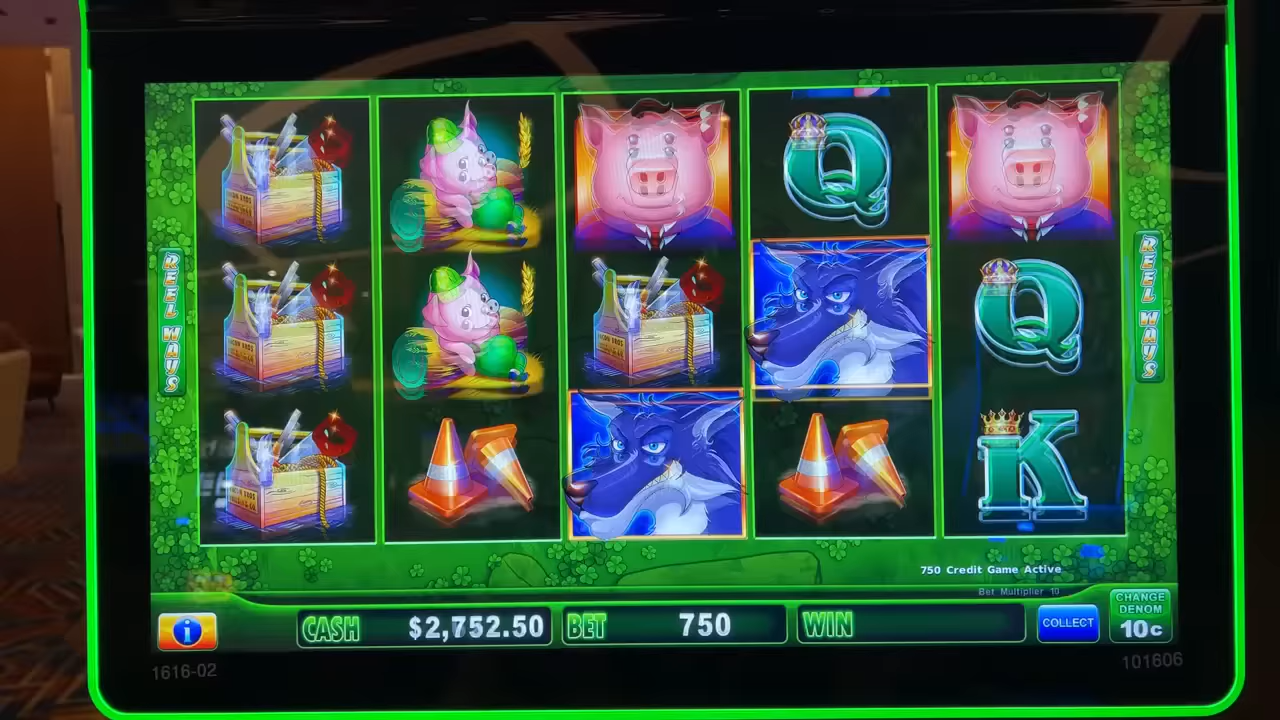 Q
REEL WAYS
REEL WAYS
Q
K
750 Credit Game Active
Bet Multiplier 10
CASH $2,752.50 BET 750 WIN COLLECT
CHANGE
DENOM
10¢
1616-02
101606